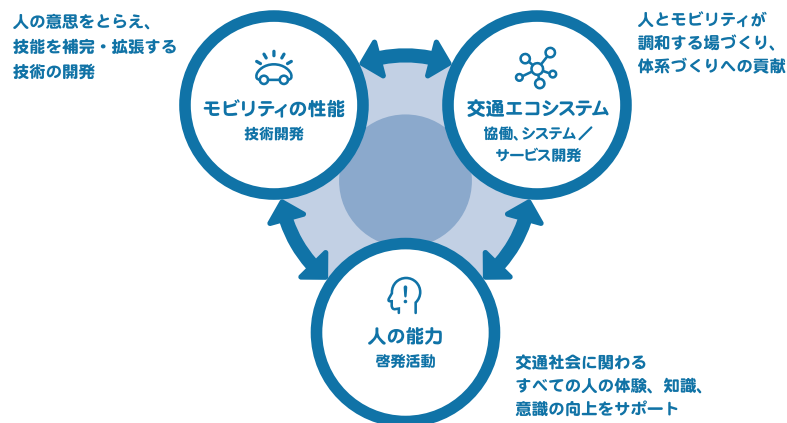 人の意思をとらえ、
技能を補完・拡張する
技術の開発
モビリティの性能
技術開発
人とモビリティが
調和する場づくり、
体系づくりへの貢献
交通エコシステム
協働、システム／
サービス開発
人の能力
啓発活動
交通社会に関わる
すべての人の体験、知識、
意識の向上をサポート